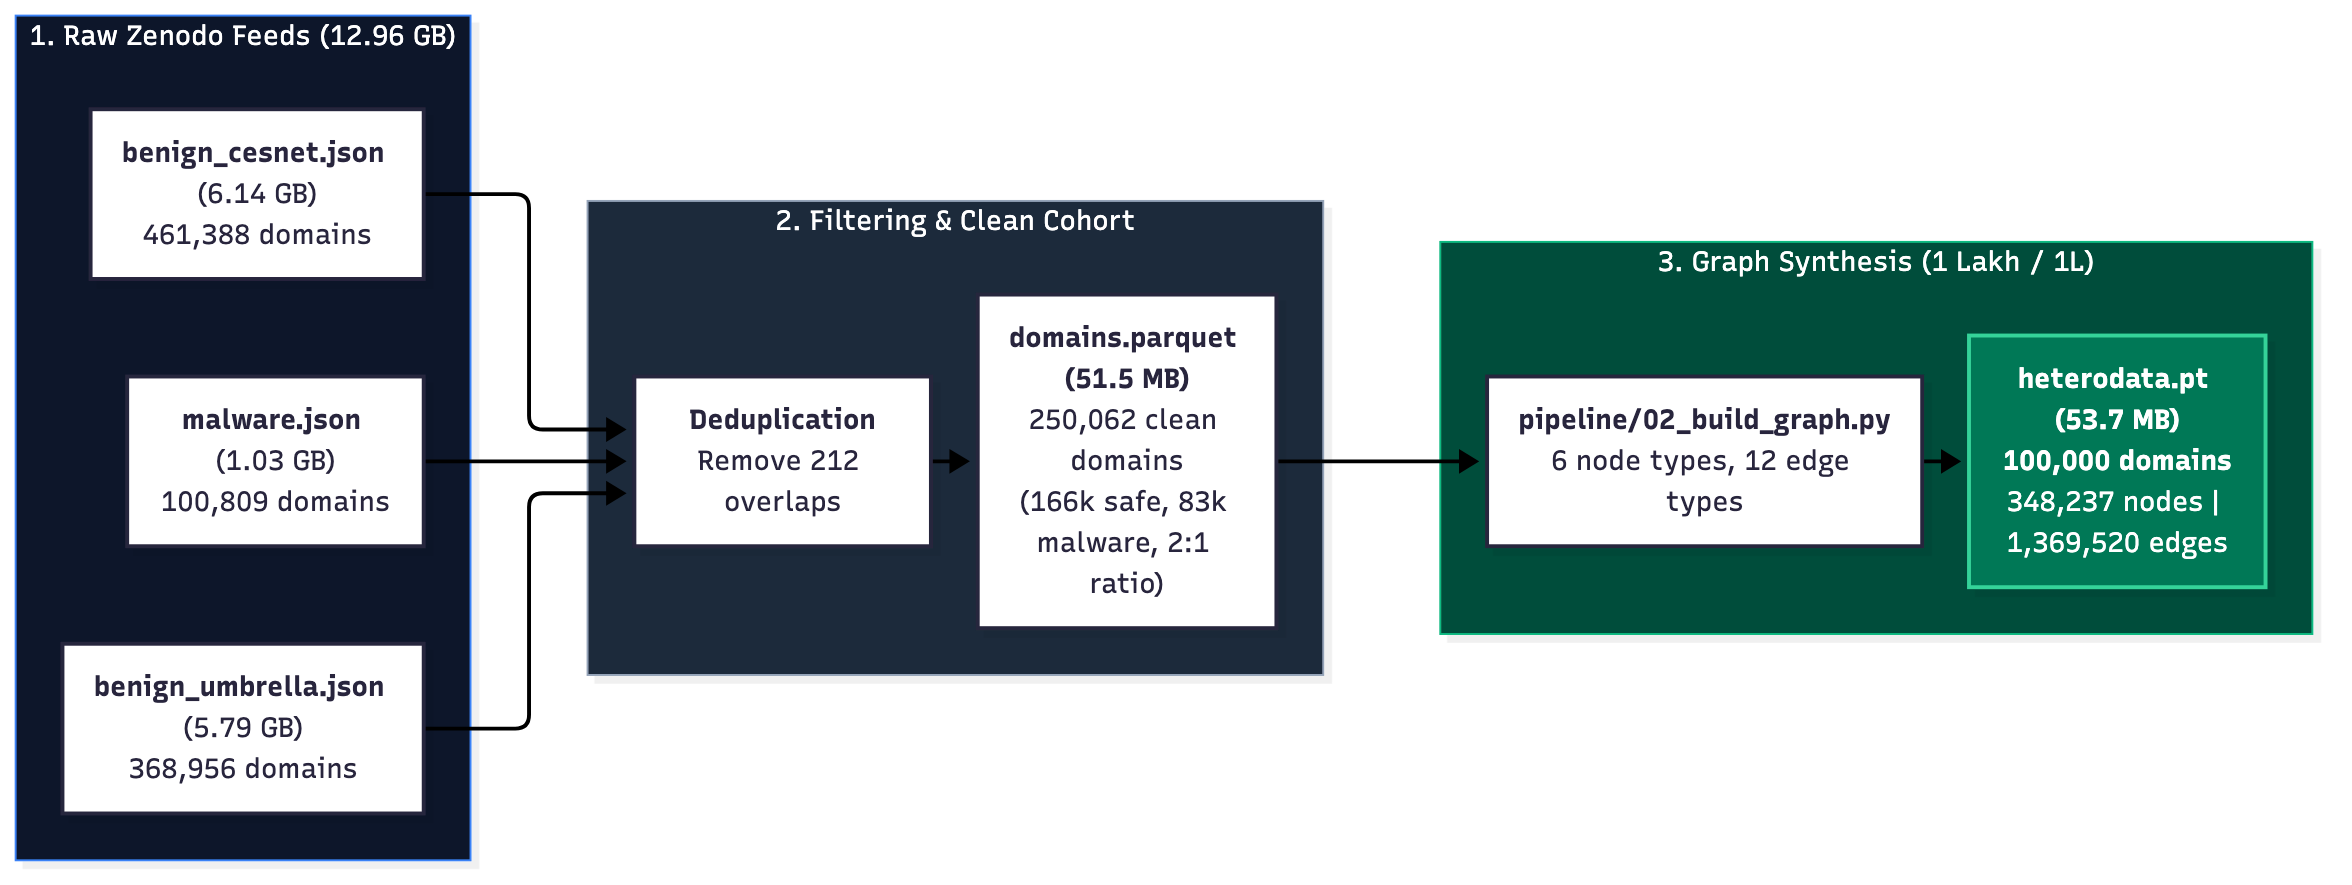 1. Raw Zenodo Feeds (12.96 GB)
benign_cesnet.json
(6.14 GB)
461,388 domains
malware.json
(1.03 GB)
100,809 domains
benign_umbrella.json
(5.79 GB)
368,956 domains
2. Filtering & Clean Cohort
Deduplication
Remove 212
overlaps
domains.parquet
(51.5 MB)
250,062 clean
domains
(166k safe, 83k
malware, 2:1
ratio)
3. Graph Synthesis (1 Lakh / 1L)
pipeline/02_build_graph.py
6 node types, 12 edge
types
heterodata.pt
(53.7 MB)
100,000 domains
348,237 nodes |
1,369,520 edges